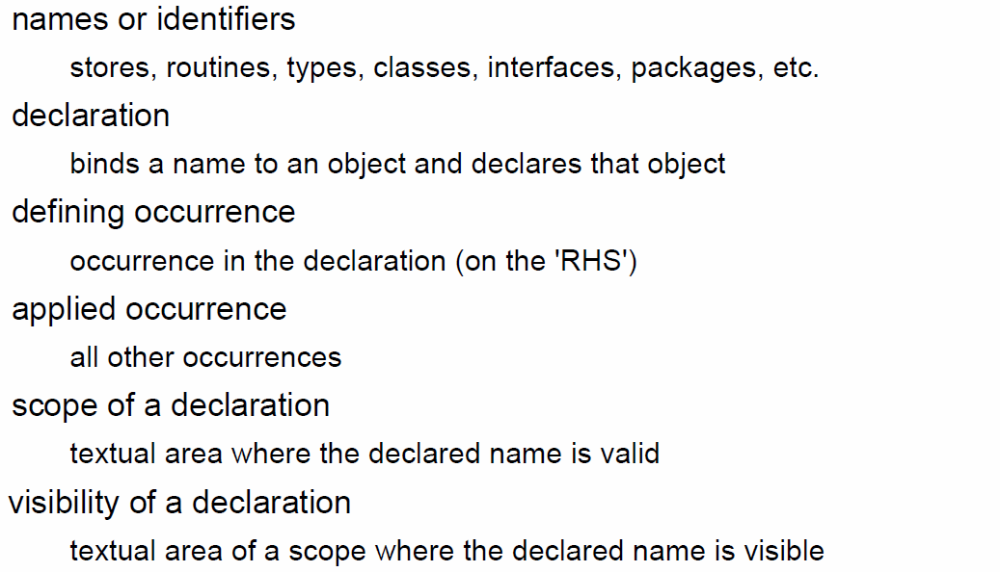 names or identifiers
stores, routines, types, classes, interfaces, packages, etc.
declaration
binds a name to an object and declares that object
defining occurrence
occurrence in the declaration (on the 'RHS')
applied occurrence
all other occurrences
scope of a declaration
textual area where the declared name is valid
visibility of a declaration
textual area of a scope where the declared name is visible